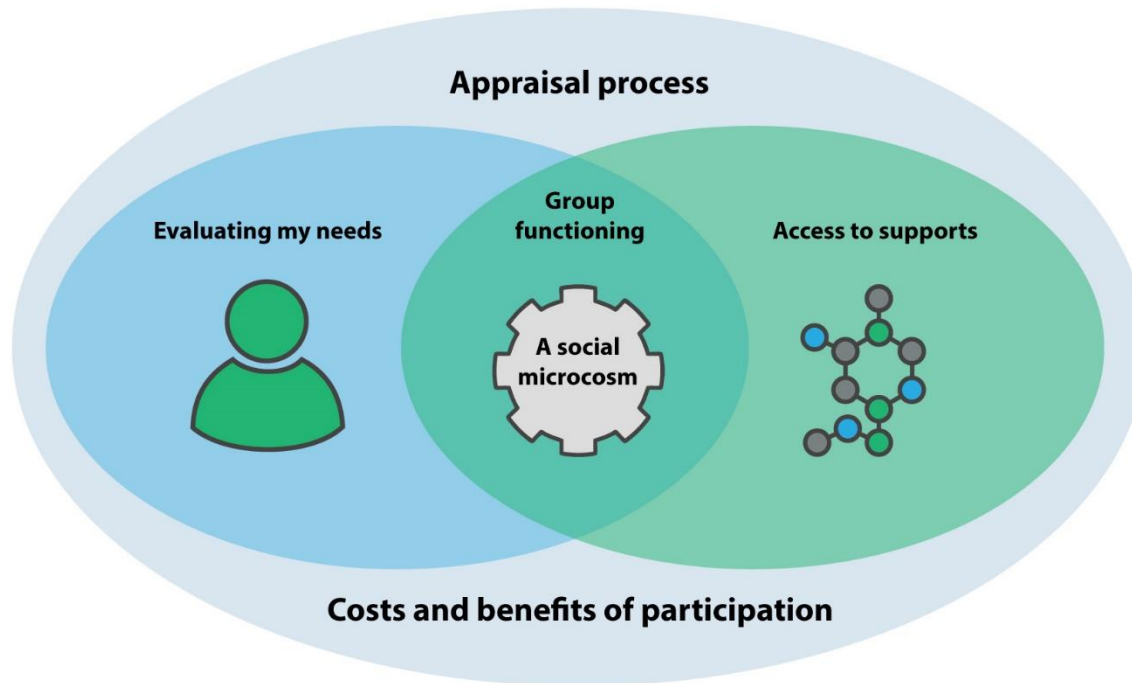 Appraisal process
Evaluating my needs
Group
functioning
Access to supports
A social
microcosm
Costs and benefits of participation